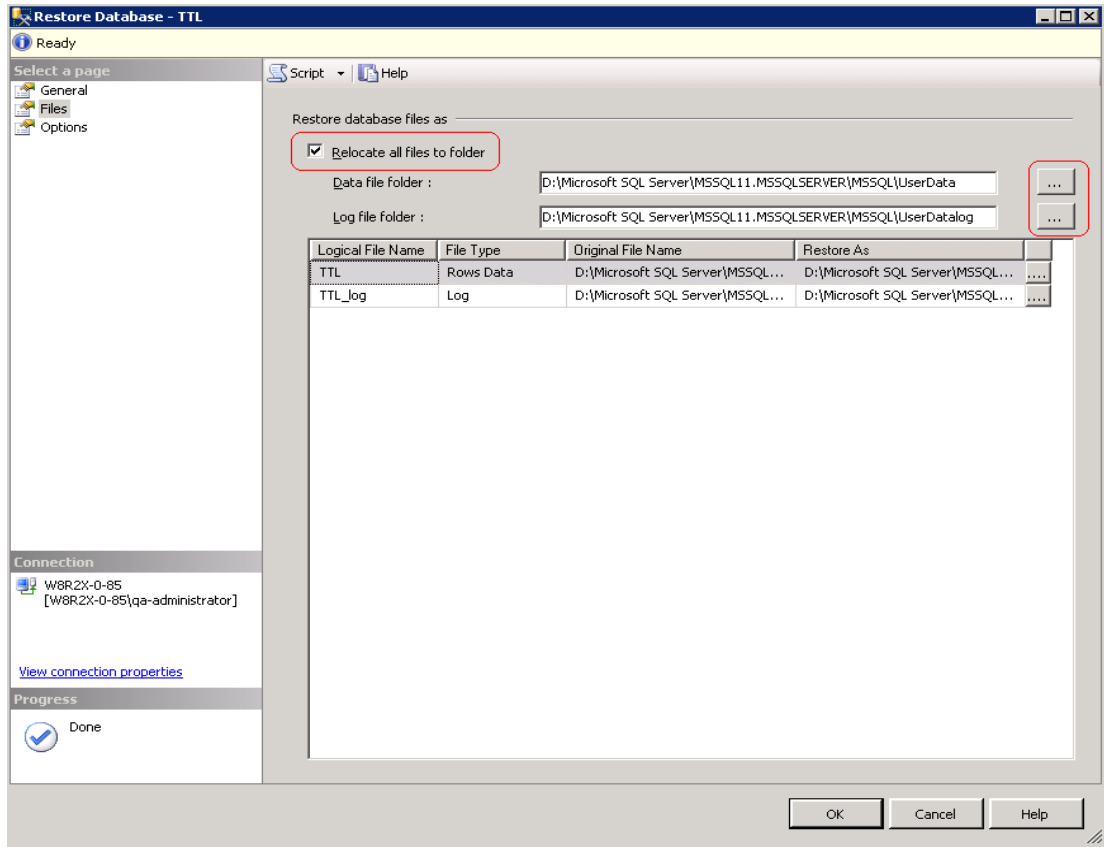 Restore Database - TTL
Ready
Select a page
General
Files
Options
Script
Help
Restore database files as
Relocate all files to folder
Data file folder :
D:\Microsoft SQL Server\MSSQL11.MSSQLSERVER\MSSQL\UserData
...
Log file folder :
D:\Microsoft SQL Server\MSSQL11.MSSQLSERVER\MSSQL\UserDatalog
...
Logical File Name File Type Original File Name Restore As
TTL Rows Data D:\Microsoft SQL Server\MSSQL... D:\Microsoft SQL Server\MSSQL... ....
TTL_log Log D:\Microsoft SQL Server\MSSQL... D:\Microsoft SQL Server\MSSQL... ....
Connection
W8R2X-0-85
[W8R2X-0-85\qa-administrator]
View connection properties
Progress
Done
OK Cancel Help